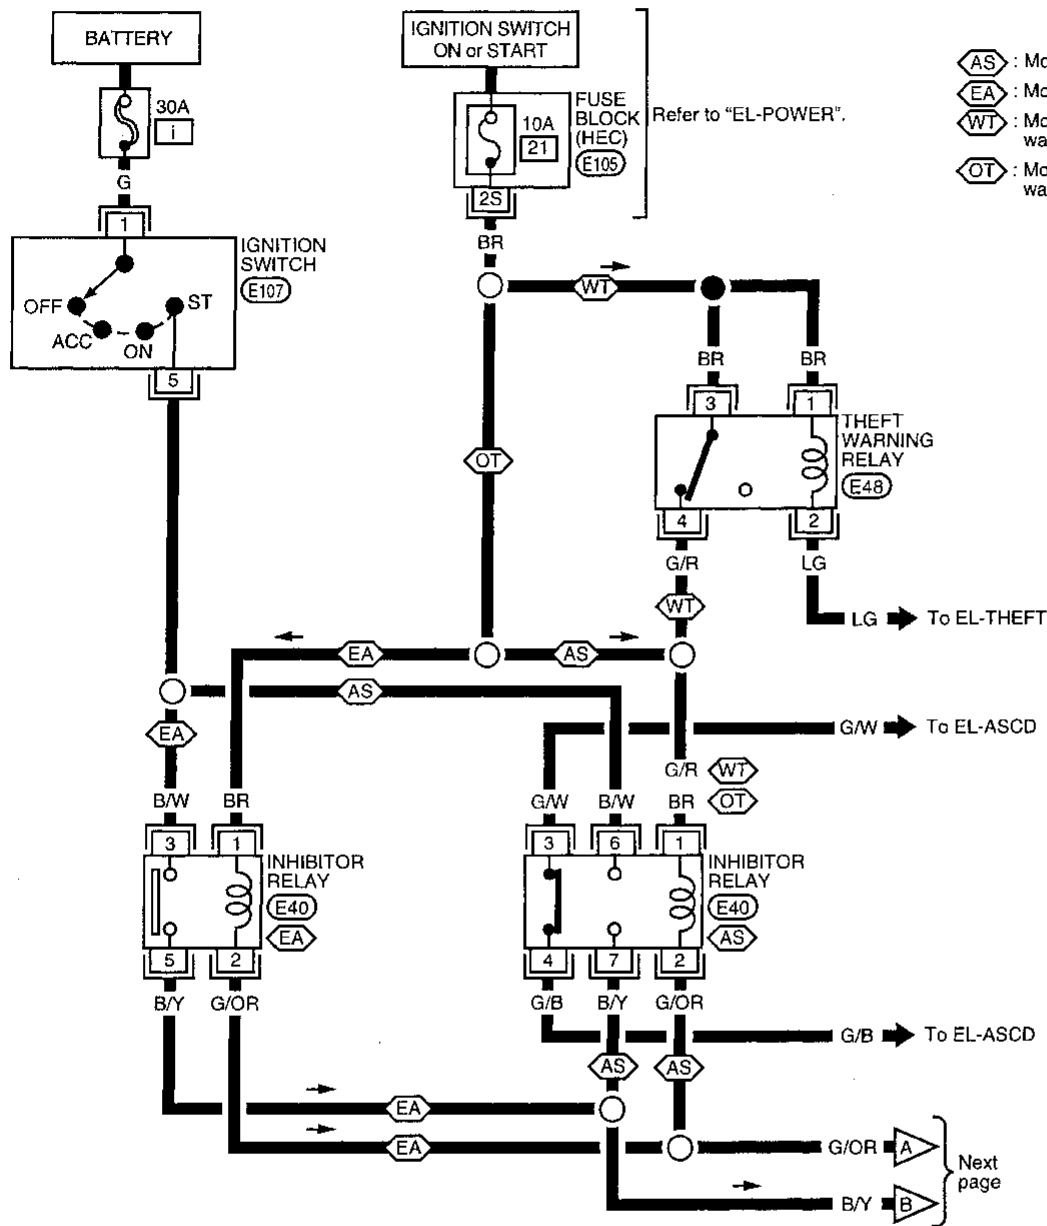 BATTERY
30A
i
G
1
IGNITION SWITCH
E107
OFF
ACC
ON
ST
5
IGNITION SWITCH
ON or START
FUSE
BLOCK
(HEC)
E105
10A
21
2S
BR
Refer to "EL-POWER".
AS : Mo
EA : Mo
WT : Mo
wa
OT : Mo
wa
WT
BR
BR
3
1
THEFT
WARNING
RELAY
E48
4
2
G/R
LG
WT
LG
To EL-THEFT
OT
EA
AS
AS
EA
G/W
To EL-ASCD
G/R
WT
B/W
BR
G/W
B/W
BR
OT
3
1
INHIBITOR
RELAY
E40
EA
5
2
B/Y
G/OR
3
6
1
INHIBITOR
RELAY
E40
AS
4
7
2
G/B
B/Y
G/OR
G/B
To EL-ASCD
AS
AS
EA
EA
G/OR
A
B/Y
B
Next
page